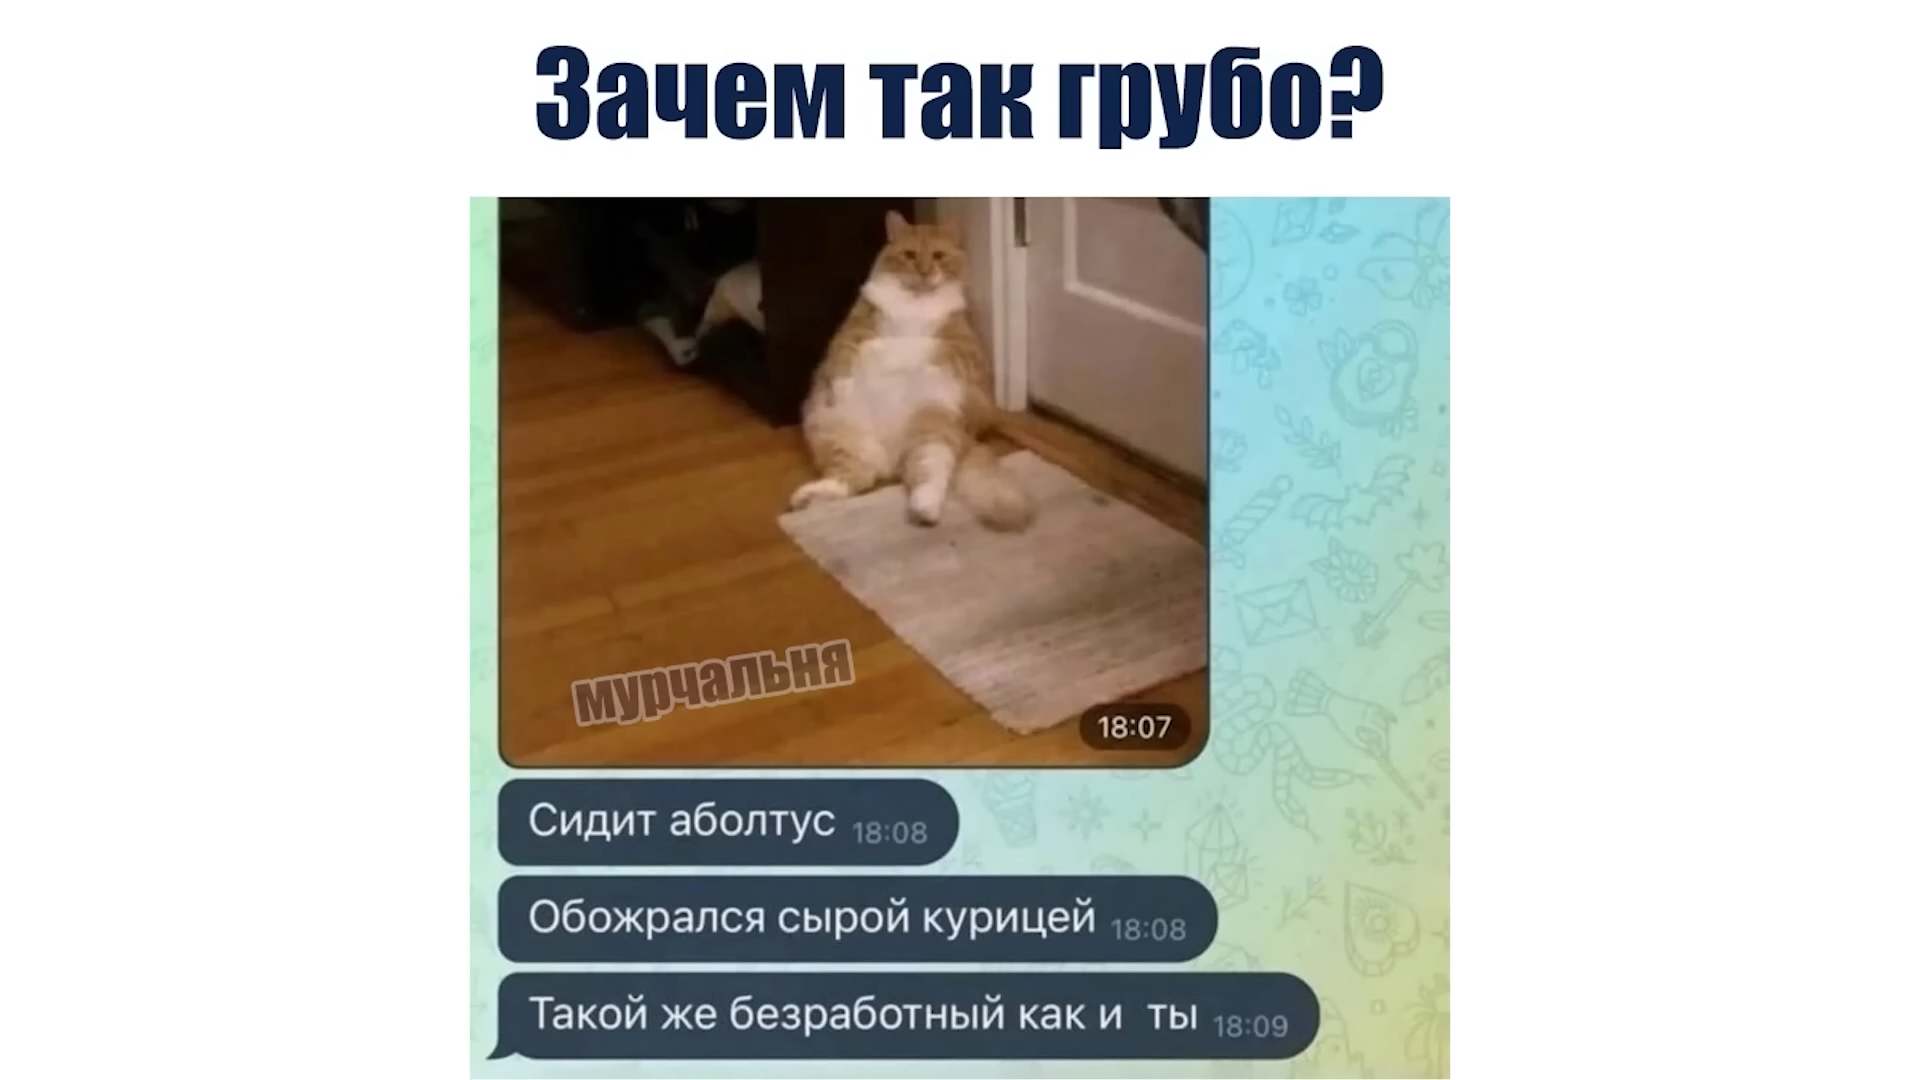 Зачем так грубо?
мурчальня
18:07
Сидит аболтус 18:08
Обожрался сырой курицей 18:08
Такой же безработный как и ты 18:09